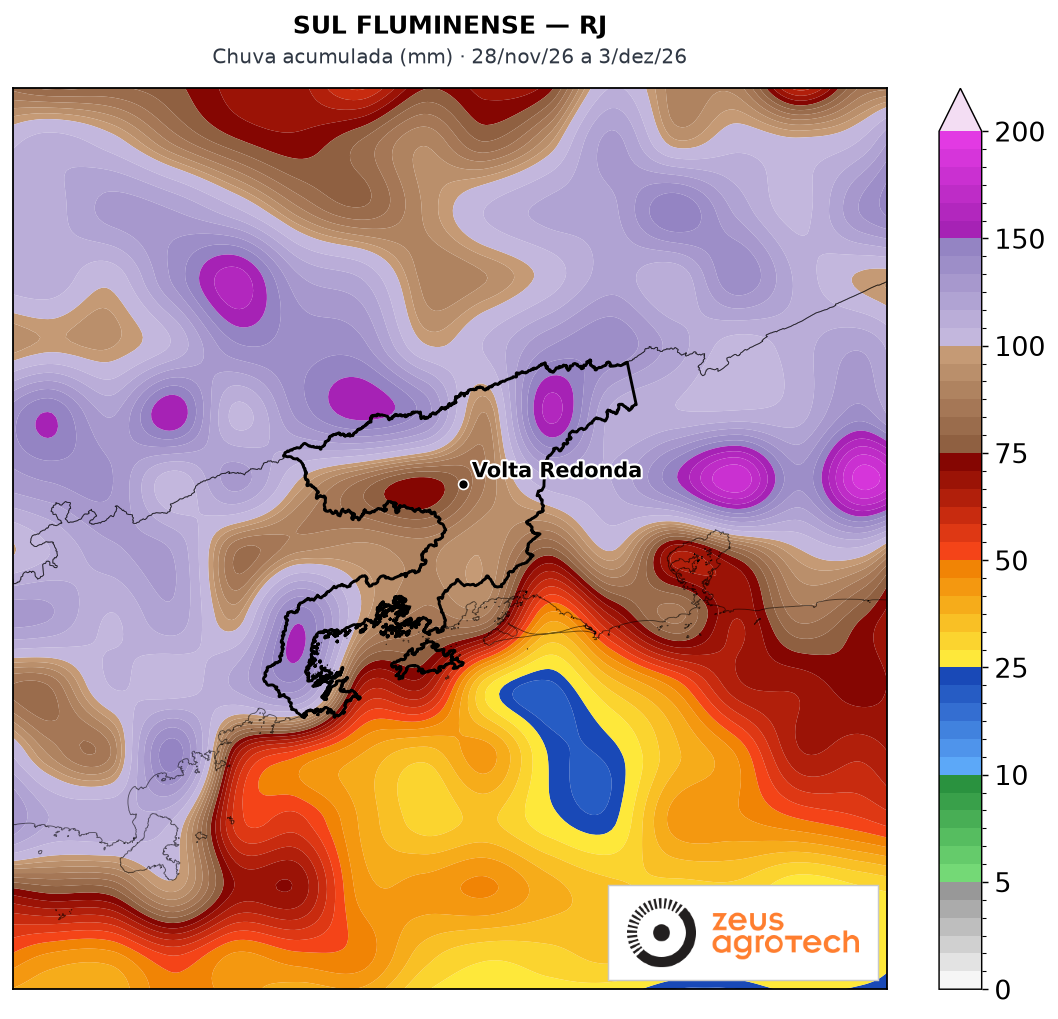 SUL FLUMINENSE — RJ
Chuva acumulada (mm) · 28/nov/26 a 3/dez/26
200
150
100
75
50
25
10
5
0
Volta Redonda
zeus
agrotech